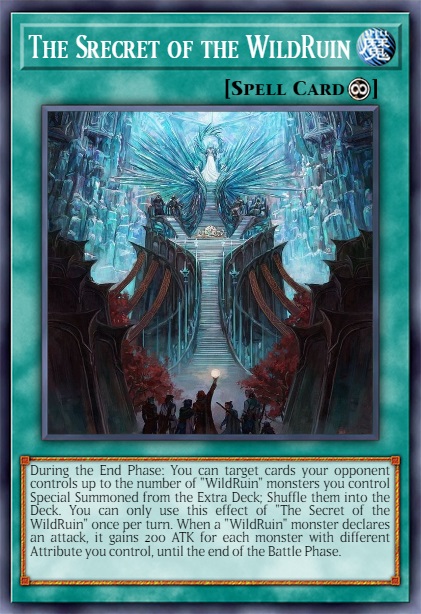 The Srecret of the WildRuin 魔
[Spell Card]
During the End Phase: You can target cards your opponent
controls up to the number of "WildRuin" monsters you control
Special Summoned from the Extra Deck; Shuffle them into the
Deck. You can only use this effect of "The Secret of the
WildRuin" once per turn. When a "WildRuin" monster declares
an attack, it gains 200 ATK for each monster with different
Attribute you control, until the end of the Battle Phase.